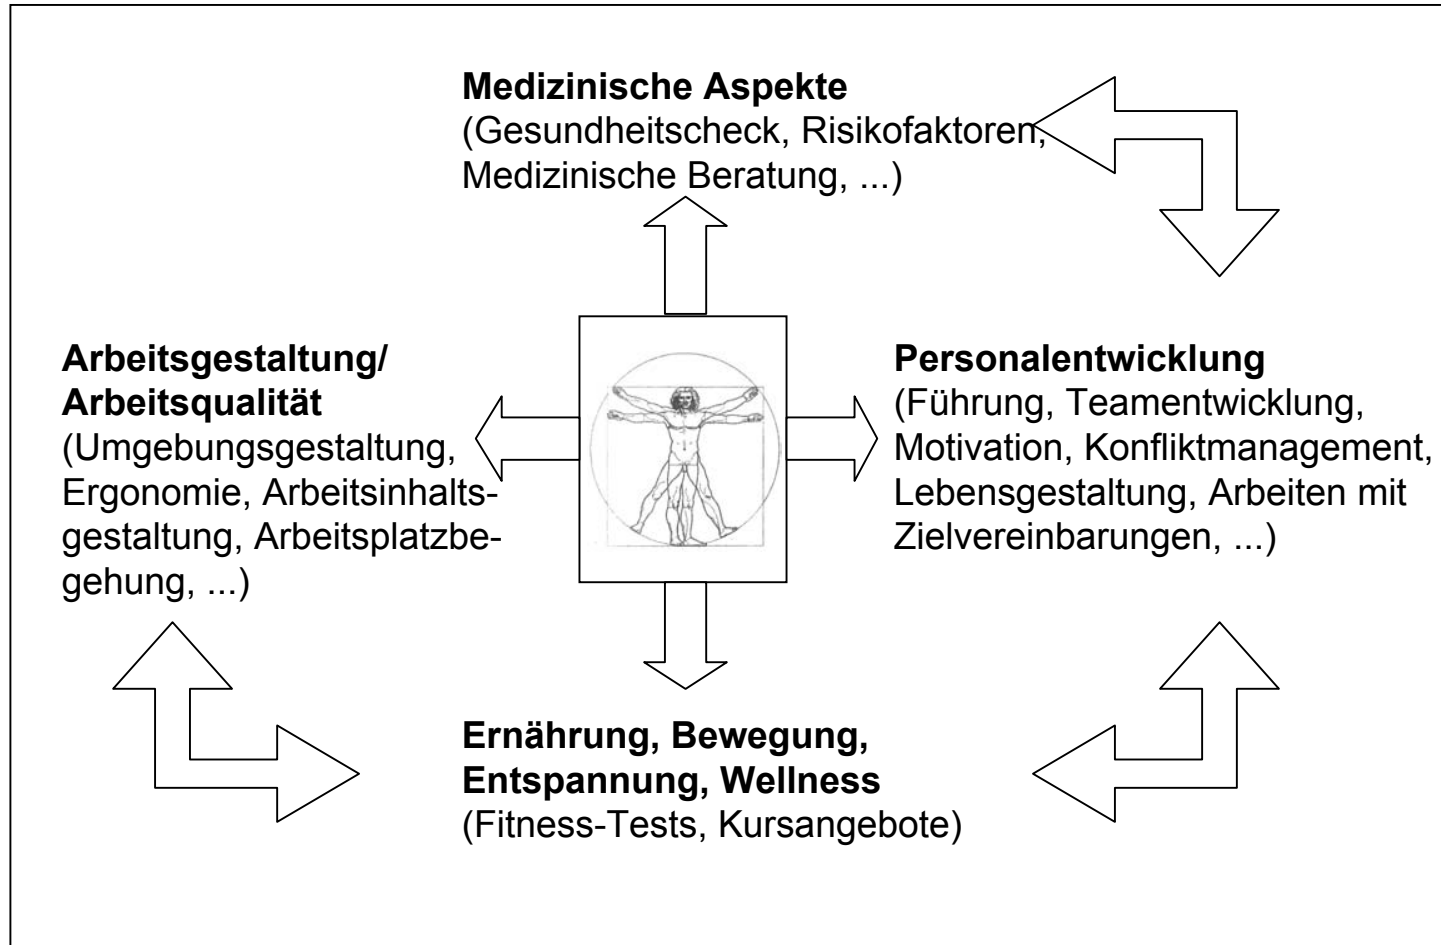 Medizinische Aspekte
(Gesundheitscheck, Risikofaktoren,
Medizinische Beratung, ...)
Arbeitsgestaltung/
Arbeitsqualität
(Umgebungsgestaltung,
Ergonomie, Arbeitsinhalts-
gestaltung, Arbeitsplatzbe-
gehung, ...)
Personalentwicklung
(Führung, Teamentwicklung,
Motivation, Konfliktmanagement,
Lebensgestaltung, Arbeiten mit
Zielvereinbarungen, ...)
Ernährung, Bewegung,
Entspannung, Wellness
(Fitness-Tests, Kursangebote)